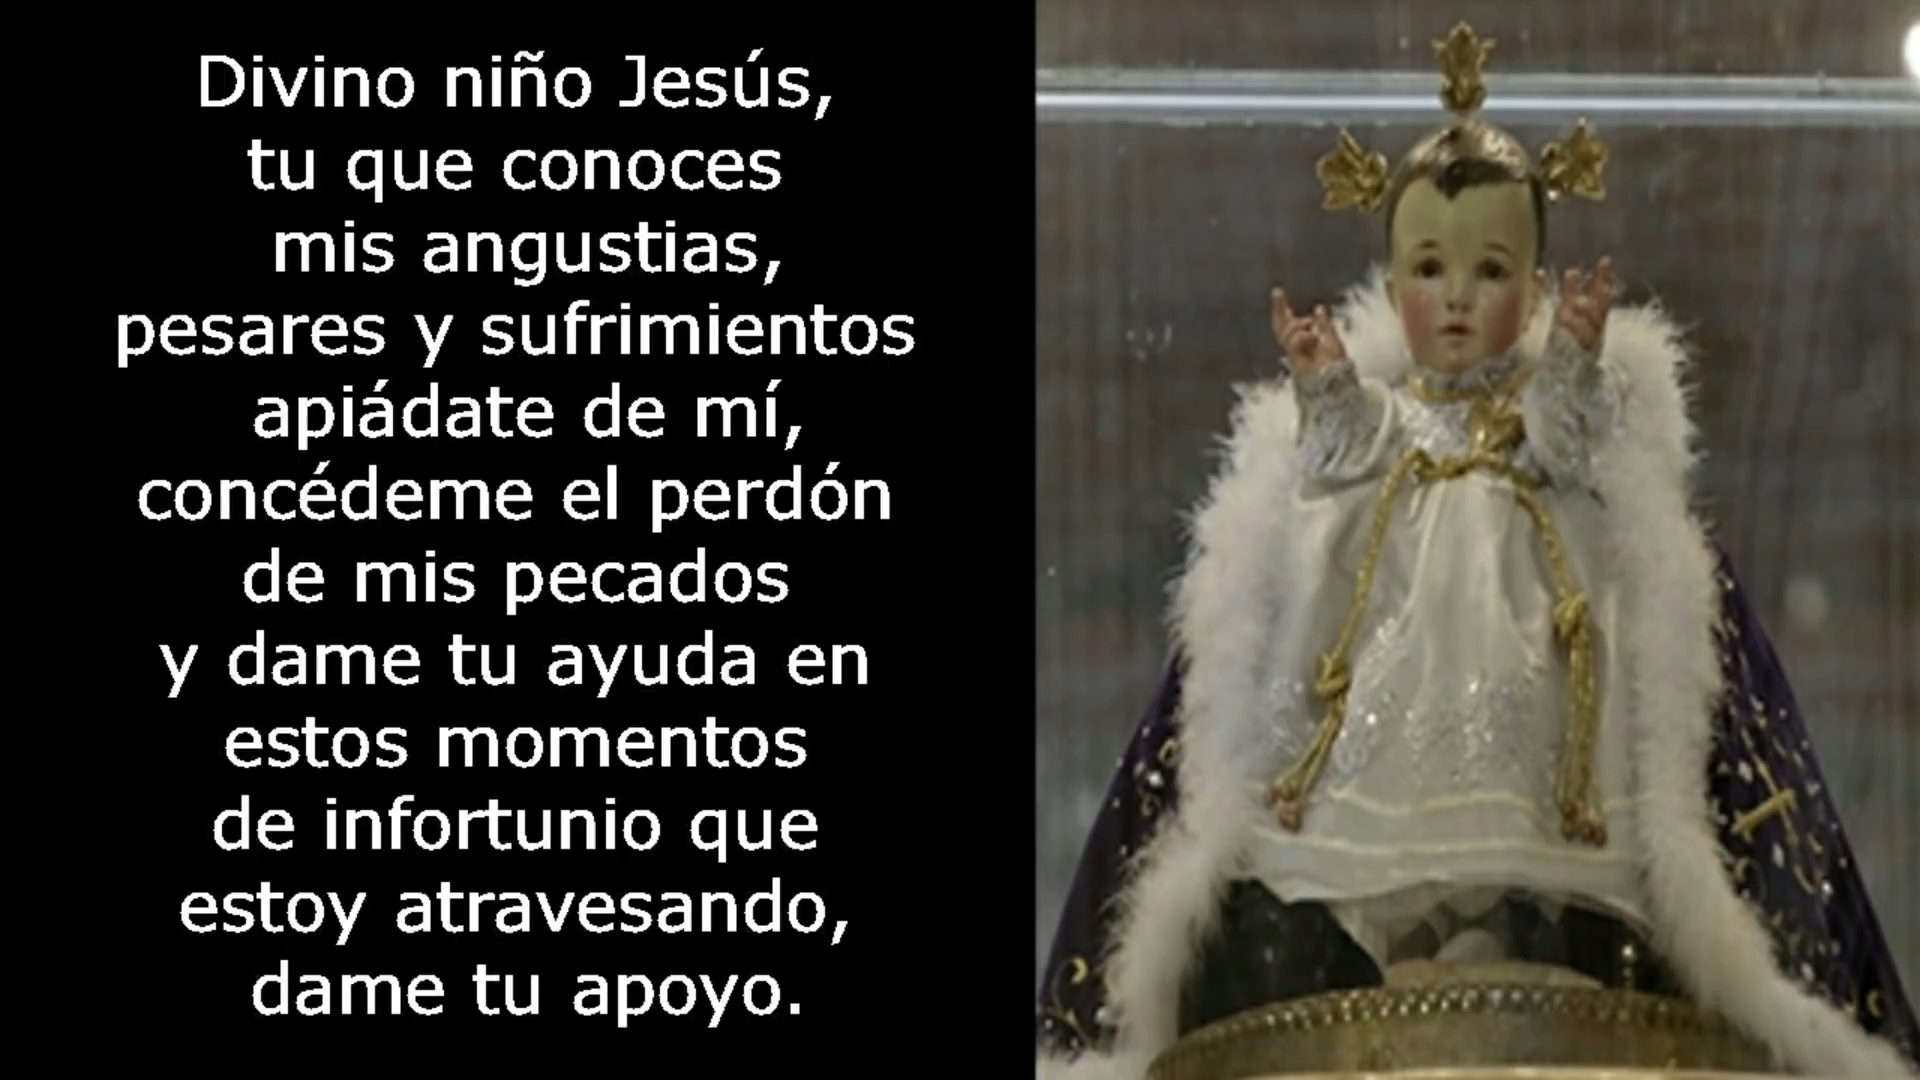 Divino niño Jesús,
tu que conoces
mis angustias,
pesares y sufrimientos
apiádate de mí,
concédeme el perdón
de mis pecados
y dame tu ayuda en
estos momentos
de infortunio que
estoy atravesando,
dame tu apoyo.